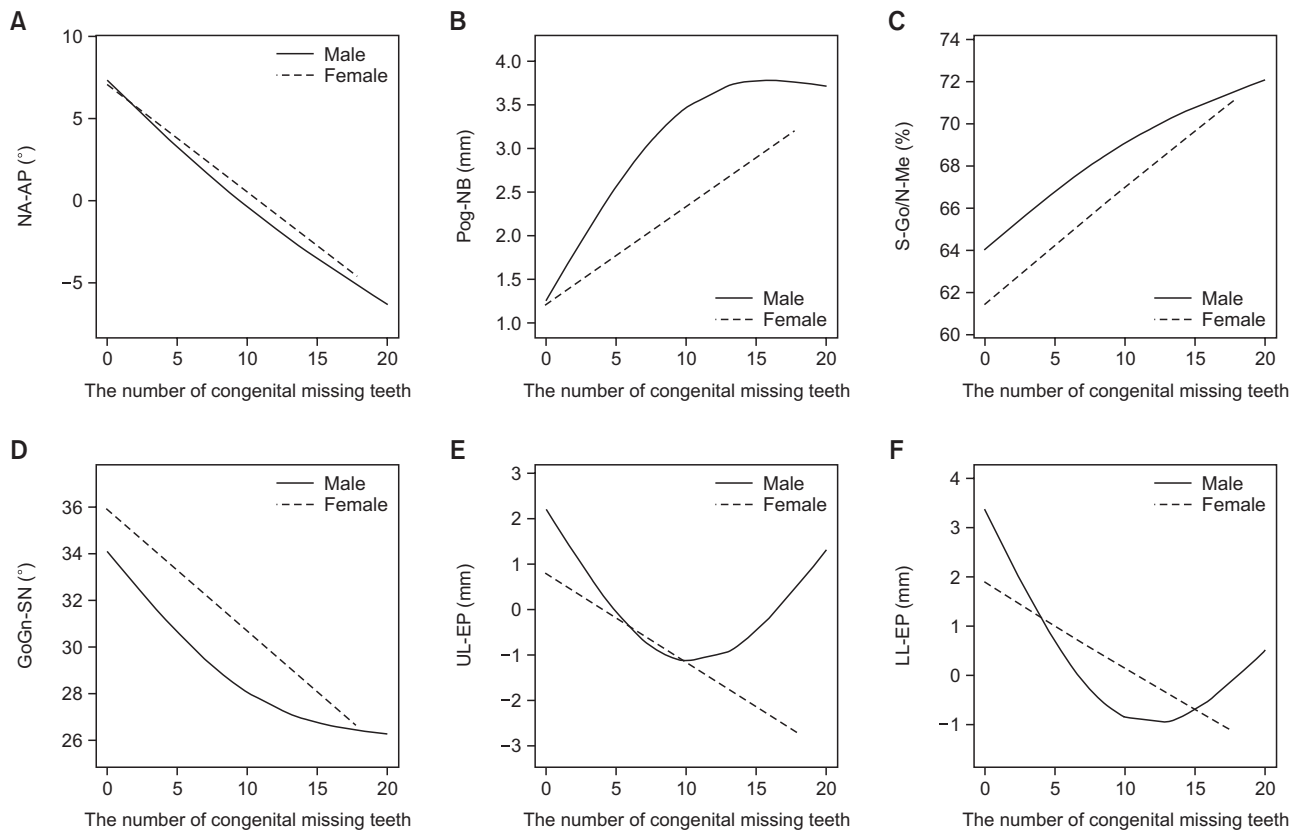 A
10
5
0
−5
NA-AP (°)
Male
Female
0 5 10 15 20
The number of congenital missing teeth
B
4.0
3.5
3.0
2.5
2.0
1.5
1.0
Pog-NB (mm)
Male
Female
0 5 10 15 20
The number of congenital missing teeth
C
74
72
70
68
66
64
62
60
S-Go/N-Me (%)
Male
Female
0 5 10 15 20
The number of congenital missing teeth
D
36
34
32
30
28
26
GoGn-SN (°)
Male
Female
0 5 10 15 20
The number of congenital missing teeth
E
3
2
1
0
−1
−2
−3
UL-EP (mm)
Male
Female
0 5 10 15 20
The number of congenital missing teeth
F
4
3
2
1
0
−1
LL-EP (mm)
Male
Female
0 5 10 15 20
The number of congenital missing teeth